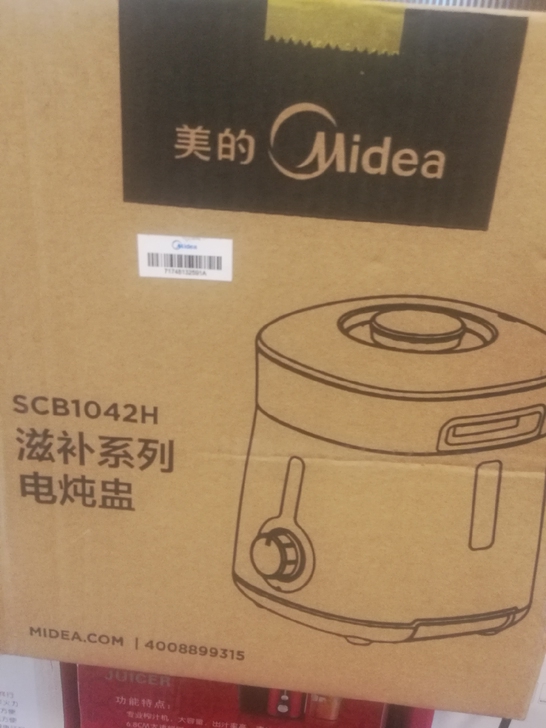 美的 Midea
Midea
SCB1042H
滋补系列
电炖盅
MIDEA.COM | 4008899315
JUICER
功能特点：